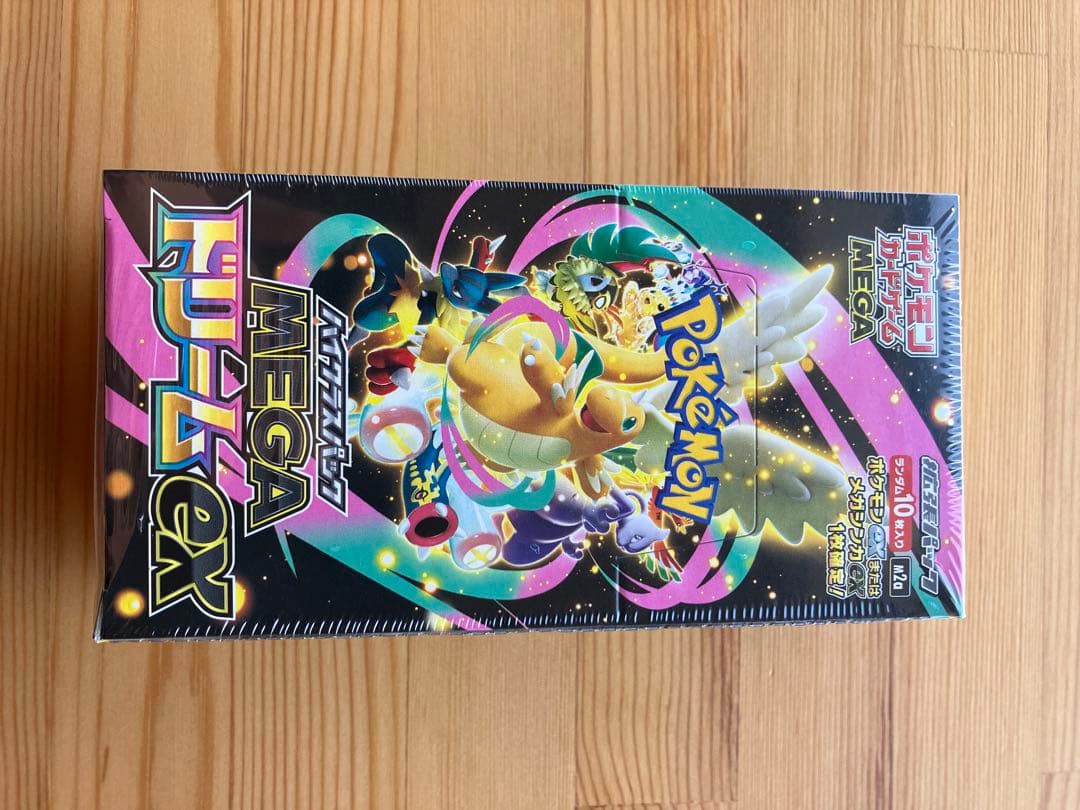 ポケモン
カードゲーム
MEGA
拡張パック
ランダム10枚入り
M2a
ポケモンexまたは
メガシンカex
1枚確定!
POKéMON
ハイクラスパック
MEGA
ドリームex